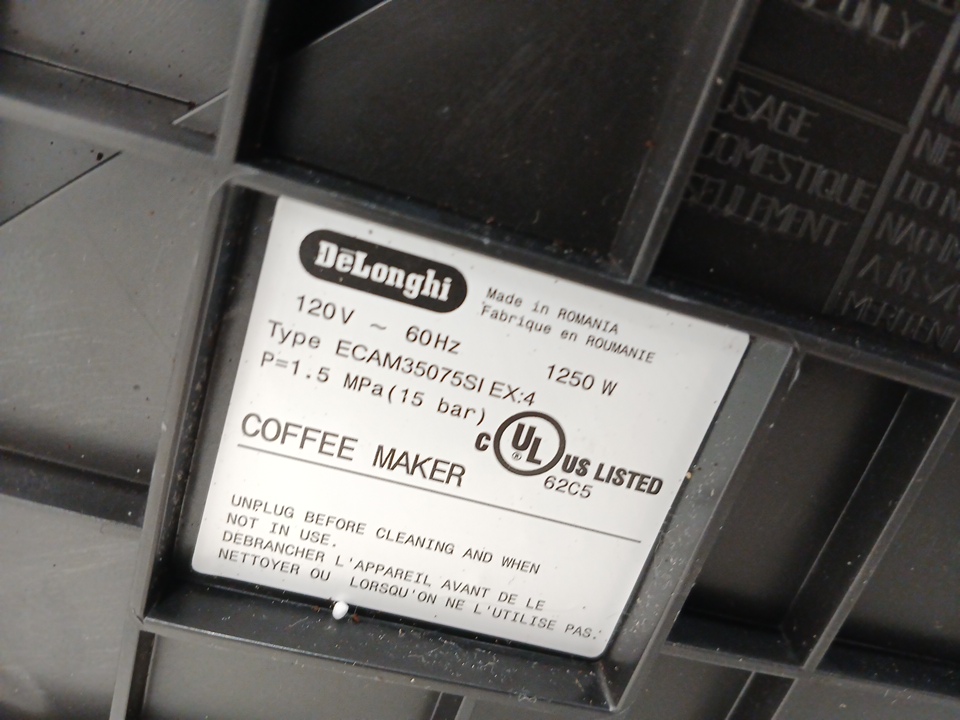 DeLonghi
Made in ROMANIA
Fabrique en ROUMANIE
120V ~ 60Hz 1250 W
Type ECAM35075SI EX:4
P=1.5 MPa(15 bar)
C UL® US LISTED
62C5
COFFEE MAKER
UNPLUG BEFORE CLEANING AND WHEN
NOT IN USE.
DEBRANCHER L'APPAREIL AVANT DE LE
NETTOYER OU LORSQU'ON NE L'UTILISE PAS.
ONLY
USAGE
DOMESTIQUE
SEULEMENT